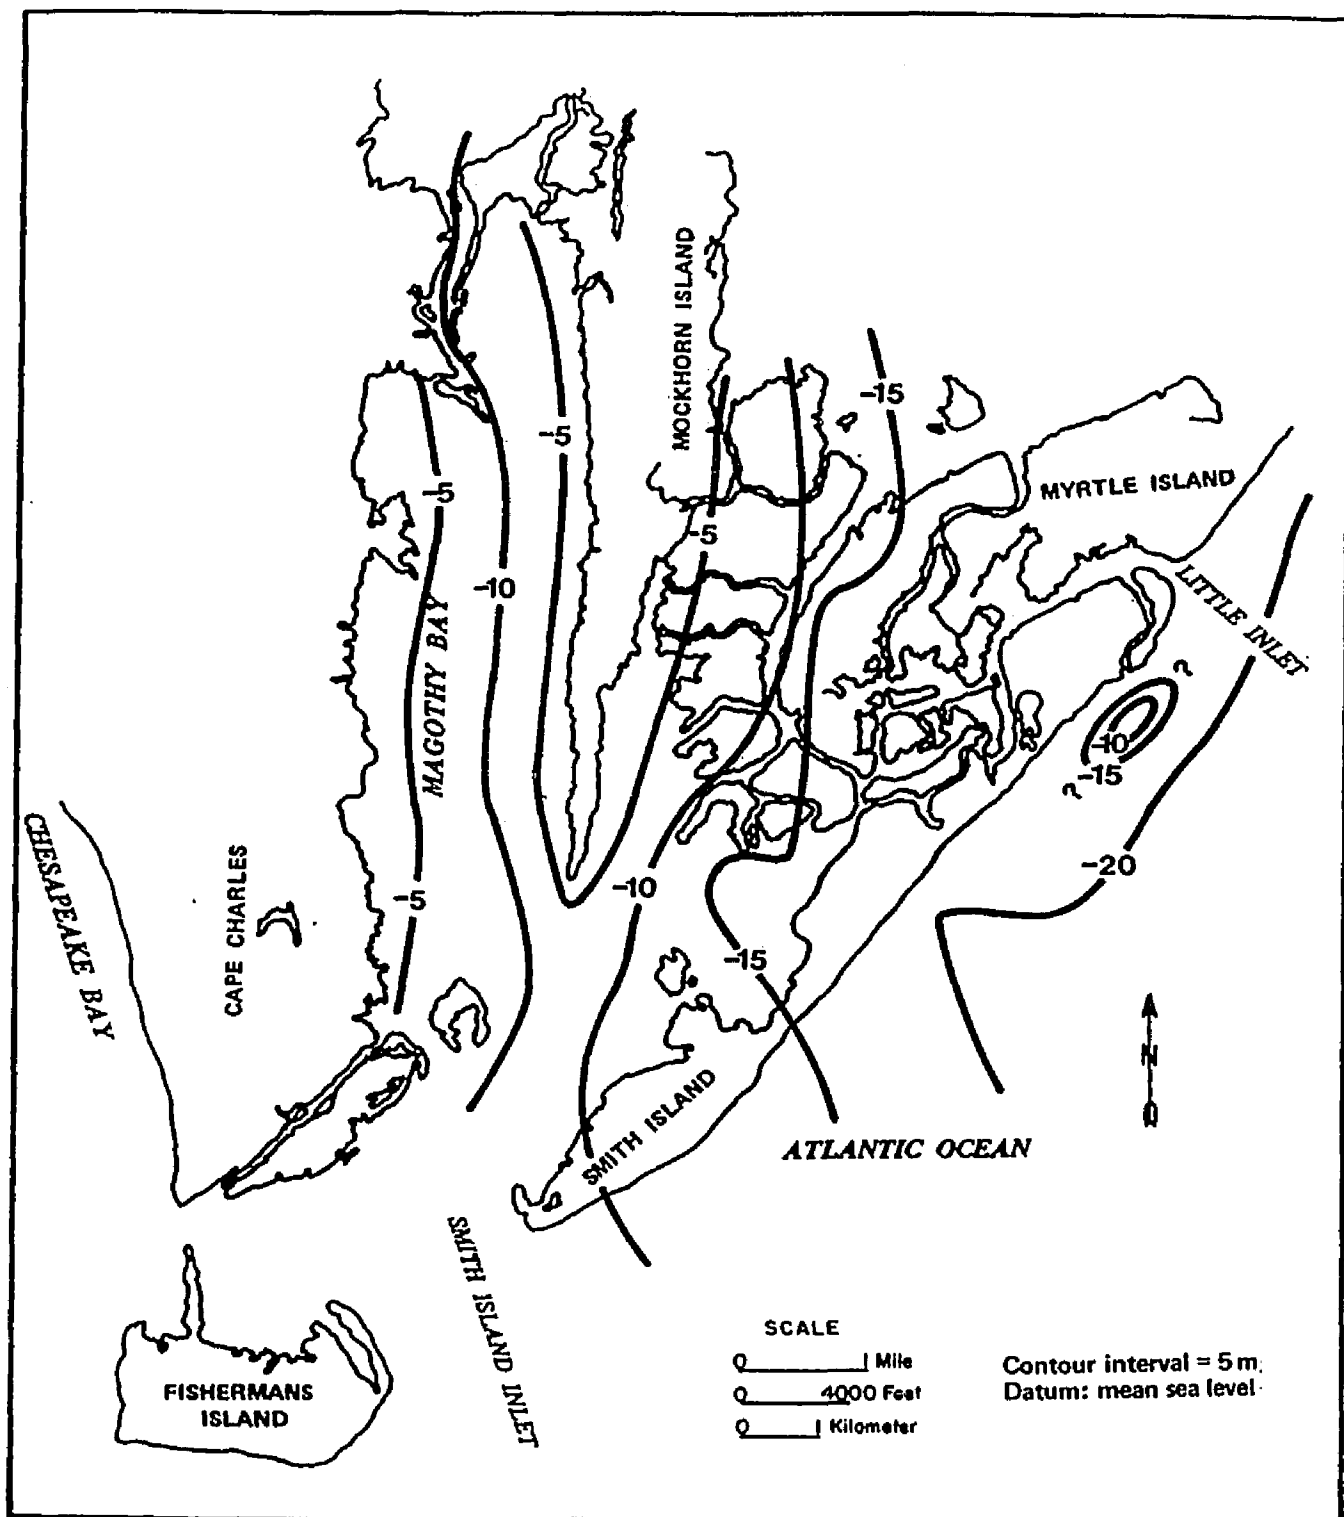 MOCKHORN ISLAND
-15
-5
-5
MYRTLE ISLAND
-5
-10
LITTLE INLET
MAGOTHY BAY
-10
-15
CHESAPEAKE BAY
CAPE CHARLES
-5
-10
-20
-15
N
SMITH ISLAND
ATLANTIC OCEAN
SMITH ISLAND INLET
FISHERMANS
ISLAND
SCALE
0 1 Mile
0 4000 Feet
0 1 Kilometer
Contour interval = 5 m.
Datum: mean sea level